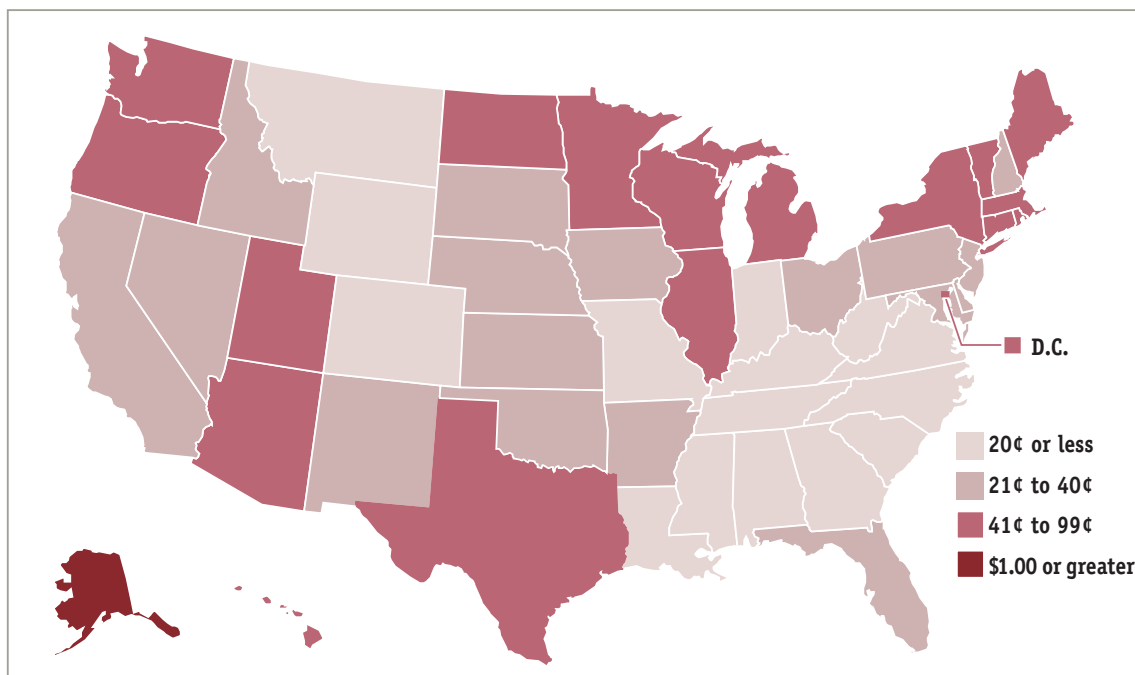 D.C.
20¢ or less
21¢ to 40¢
41¢ to 99¢
$1.00 or greater